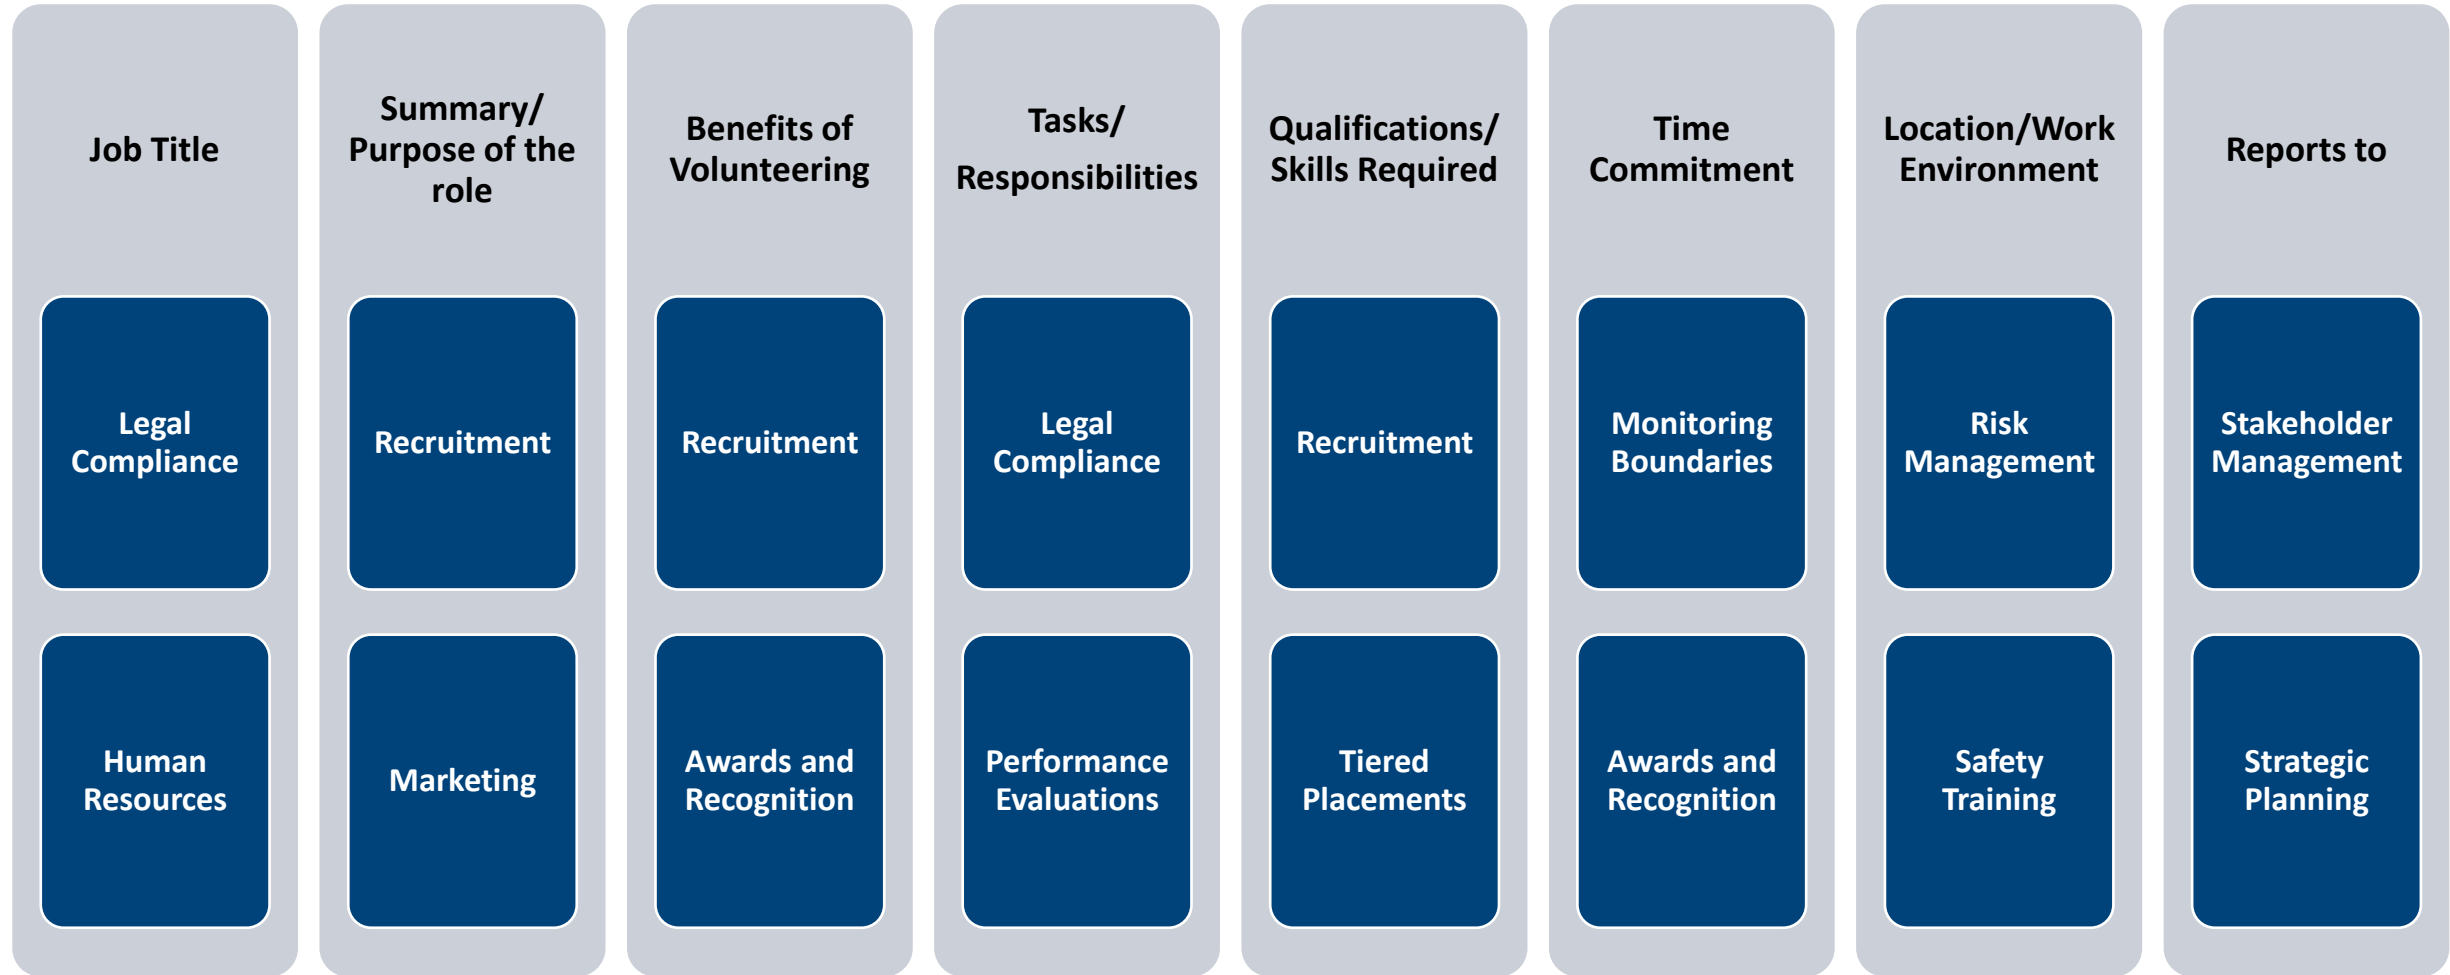 Job Title
Legal
Compliance
Human
Resources
Summary/
Purpose of the
role
Recruitment
Marketing
Benefits of
Volunteering
Recruitment
Awards and
Recognition
Tasks/
Responsibilities
Legal
Compliance
Performance
Evaluations
Qualifications/
Skills Required
Recruitment
Tiered
Placements
Time
Commitment
Monitoring
Boundaries
Awards and
Recognition
Location/Work
Environment
Risk
Management
Safety
Training
Reports to
Stakeholder
Management
Strategic
Planning